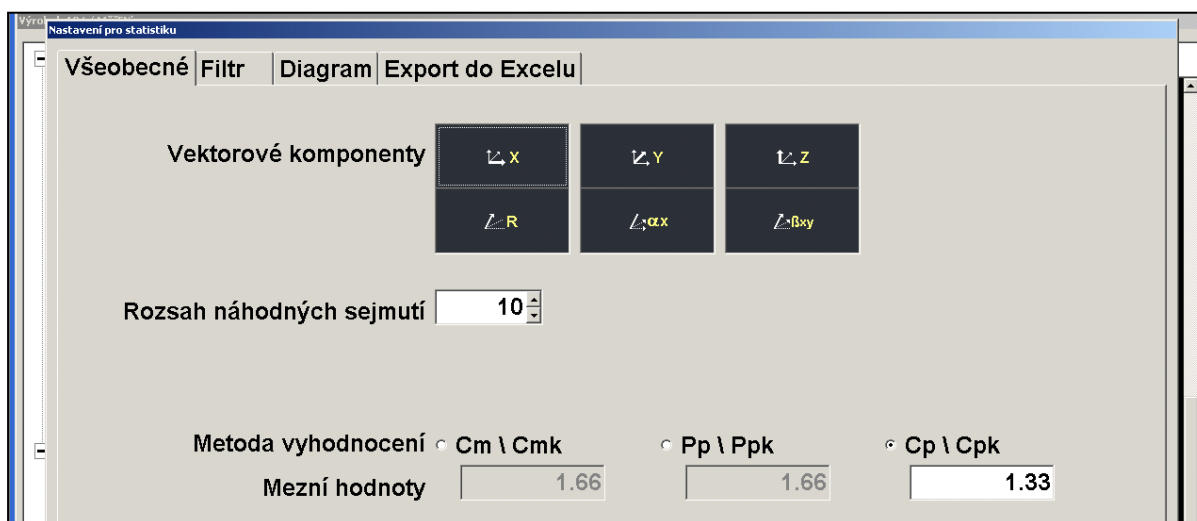 Nastavení pro statistiku
Všeobecné Filtr Diagram Export do Excelu
Vektorové komponenty X Y Z
R αx ßxy
Rozsah náhodných sejmutí 10
Metoda vyhodnocení Cm \ Cmk Pp \ Ppk Cp \ Cpk
Mezní hodnoty 1.66 1.66 1.33